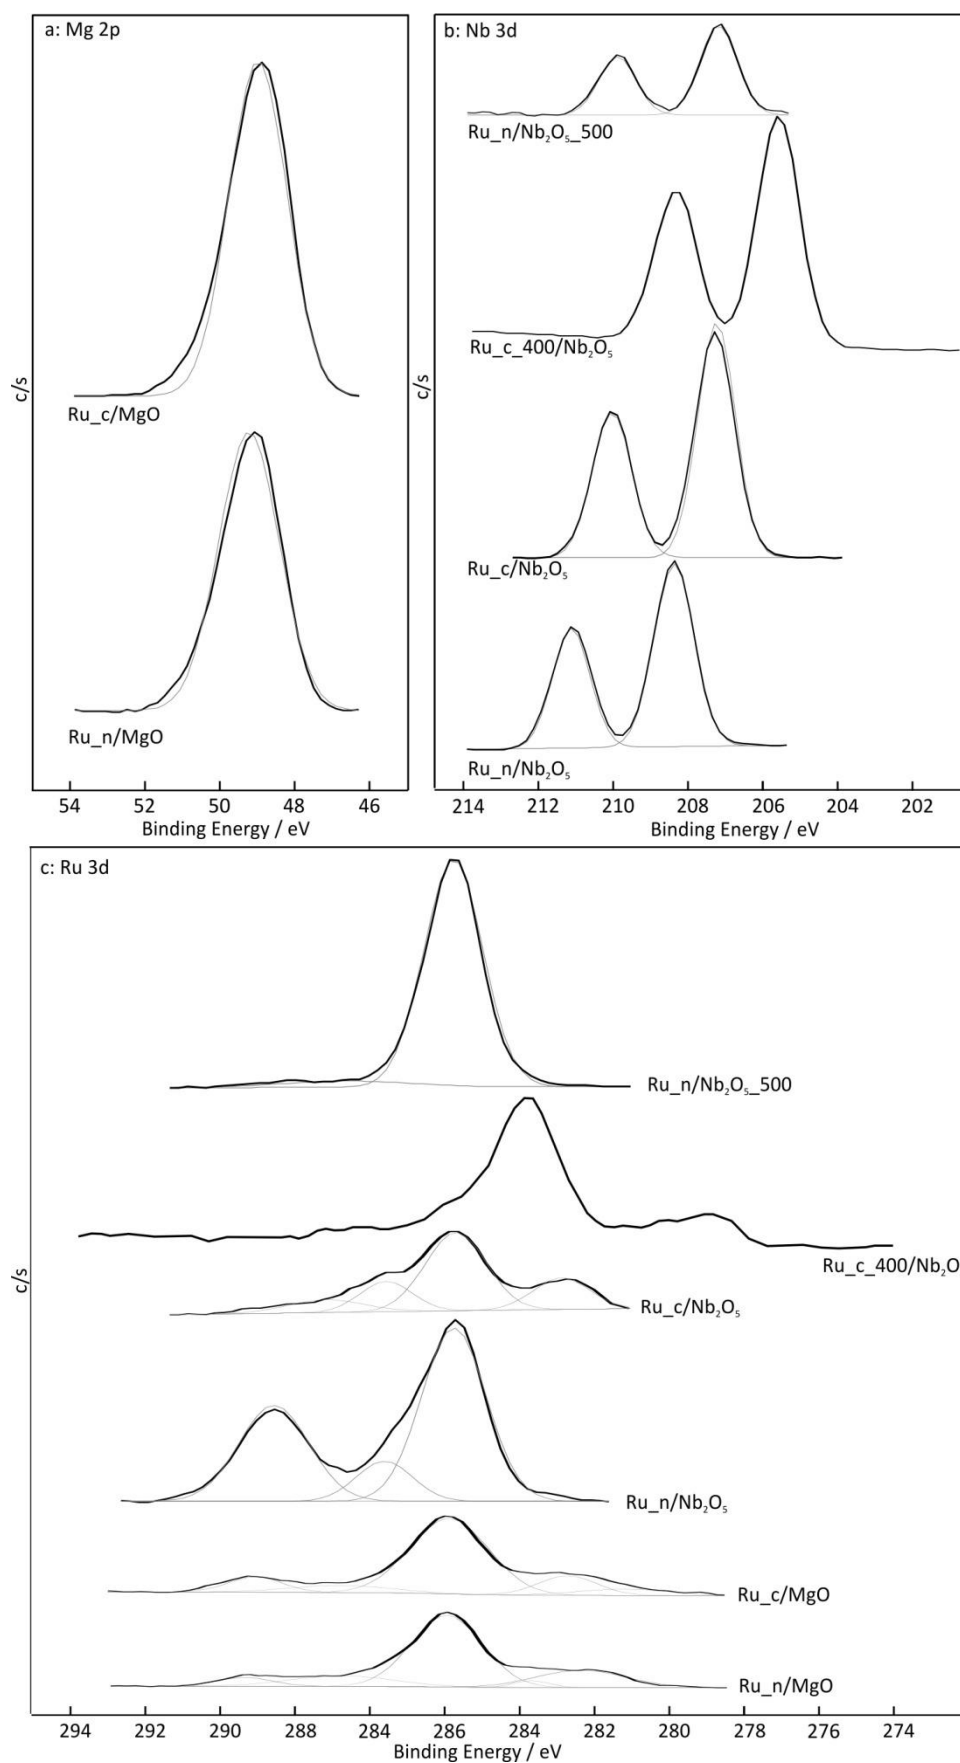 a: Mg 2p
c/s
Ru_c/MgO
Ru_n/MgO
54 52 50 48 46
Binding Energy / eV
b: Nb 3d
c/s
Ru_n/Nb₂O₅_500
Ru_c_400/Nb₂O₅
Ru_c/Nb₂O₅
Ru_n/Nb₂O₅
214 212 210 208 206 204 202
Binding Energy / eV
c: Ru 3d
c/s
Ru_n/Nb₂O₅_500
Ru_c_400/Nb₂O
Ru_c/Nb₂O₅
Ru_n/Nb₂O₅
Ru_c/MgO
Ru_n/MgO
294 292 290 288 286 284 282 280 278 276 274
Binding Energy / eV